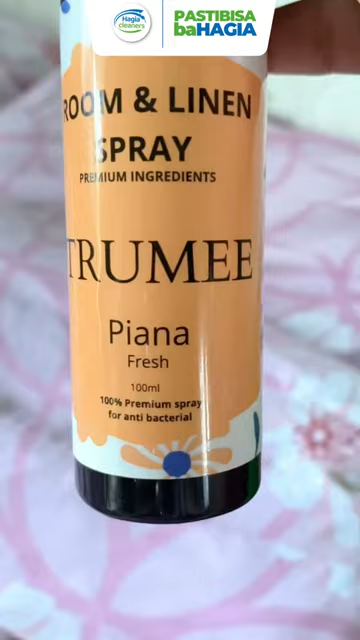 Hagia
cleaners
PASTIBISA
baHAGIA
ROOM & LINEN
SPRAY
PREMIUM INGREDIENTS
TRUMEE
Piana
Fresh
100ml
100% Premium spray
for anti bacterial